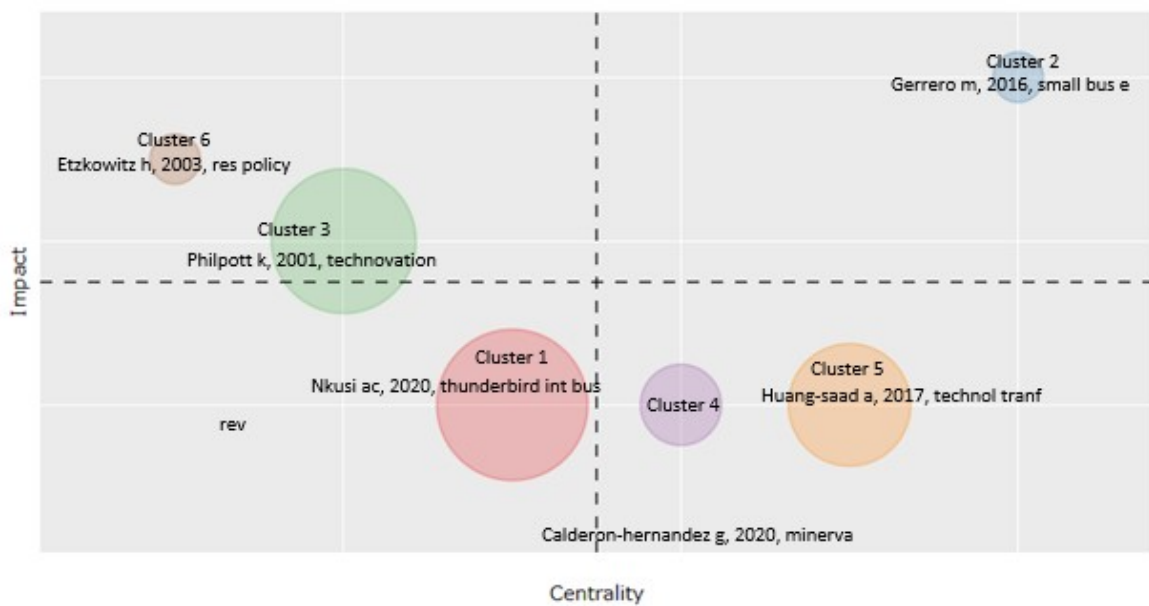 Cluster 2
Gerrero m, 2016, small bus e
Cluster 6
Etzkowitz h, 2003, res policy
Cluster 3
Philpott k, 2001, technovation
Impact
Cluster 1
Nkusi ac, 2020, thunderbird int bus
rev
Cluster 4
Cluster 5
Huang-saad a, 2017, technol tranf
Calderon-hernandez g, 2020, minerva
Centrality